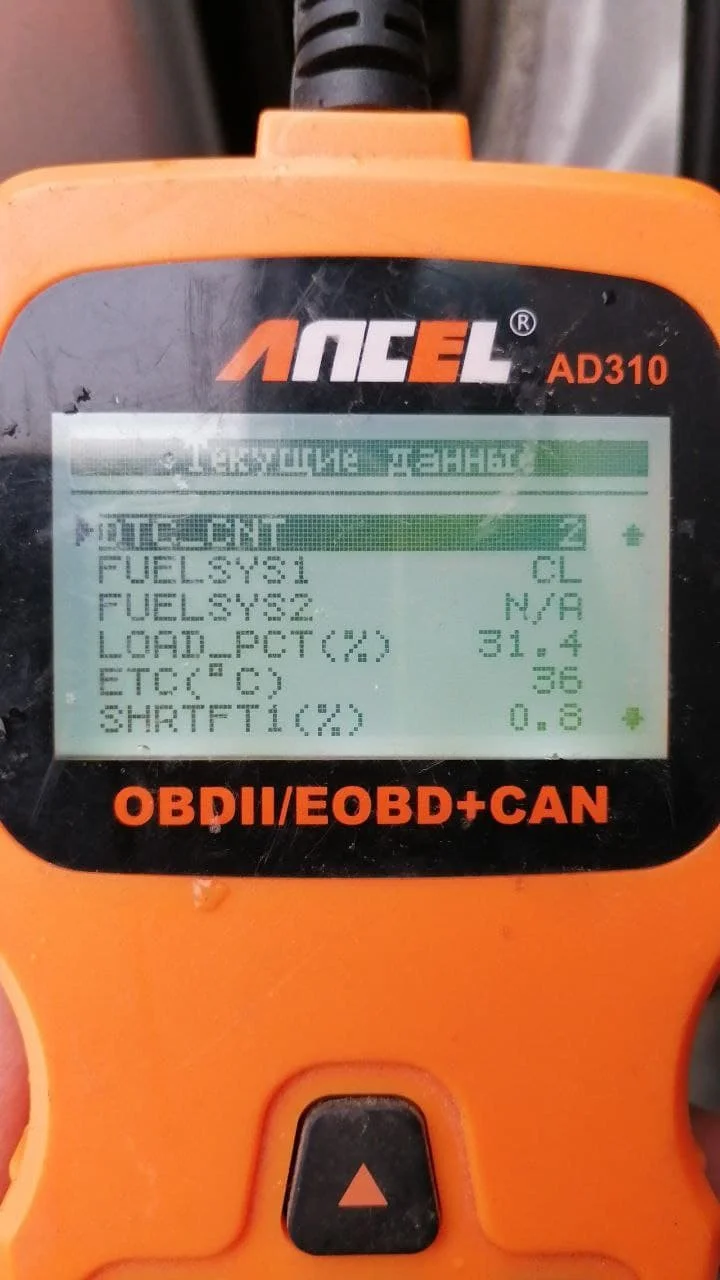 ANCEL®
AD310
Текущие данные
DTC_CNT 2
FUELSYS1 CL
FUELSYS2 N/A
LOAD_PCT(%) 31.4
ETC(°C) 36
SHRTFT1(%) 0.8
OBDII/EOBD+CAN